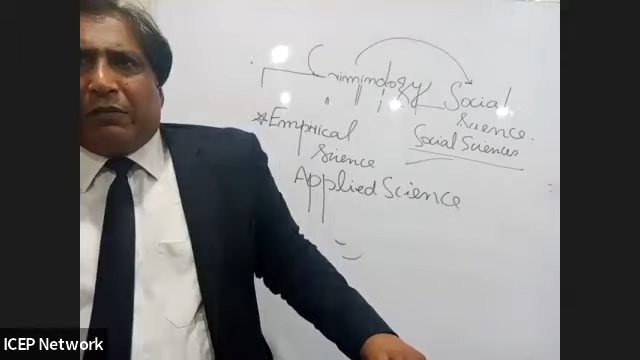 Criminology
Social
Science.
Social Sciences
*Empirical
Science
Applied Science
ICEP Network